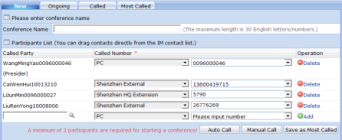 New Ongoing Called Most Called
Please enter conference name
Conference Name (The maximum length is 30 English letters/numbers.)
Participants List (You can drag contacts directly from the IM contact list.)
Called Party Called Number * Operation
WangMingYao0096000046 PC 0096000046 Delete
(Presider)
CaiWenHui10013210 Shenzhen External 13600419715 Delete
LdunMin0096000027 Shenzhen HQ Extension 5790 Delete
LiuRenYong10008006 Shenzhen External 26776269 Delete
PC Please input number Add
A minimum of 3 participants are required for starting a conference! Auto Call Manual Call Save as Most Called